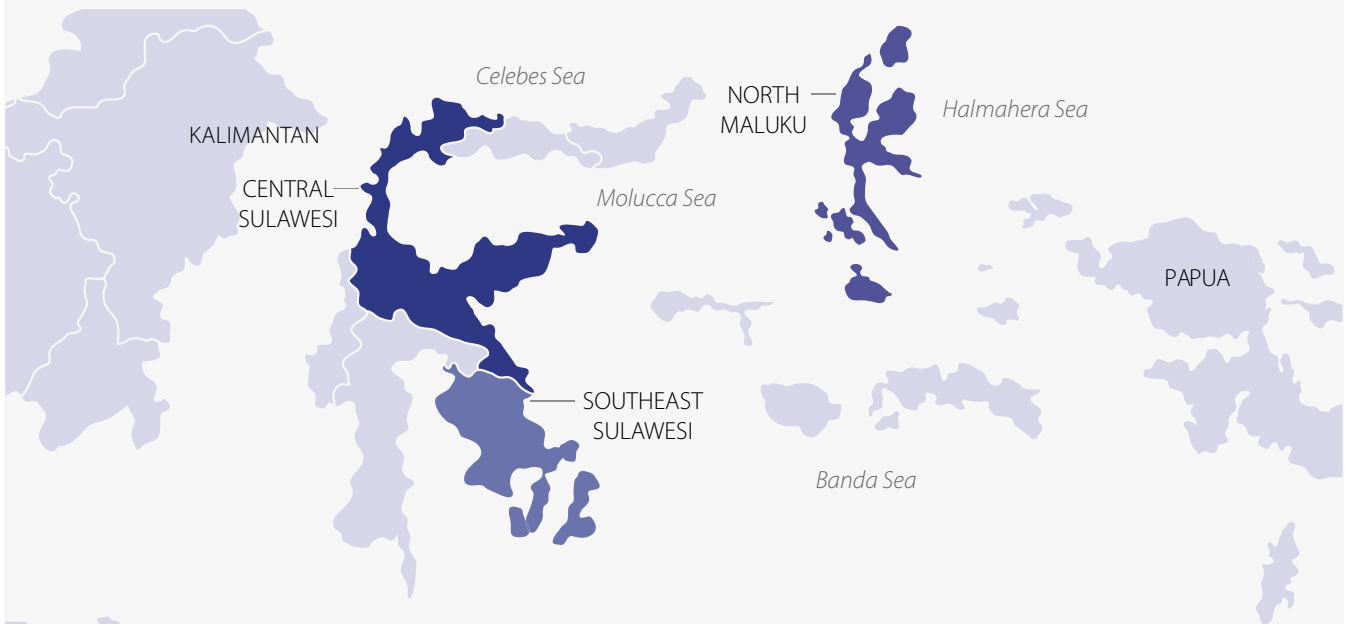 Celebes Sea
NORTH
MALUKU
Halmahera Sea
KALIMANTAN
CENTRAL
SULAWESI
Molucca Sea
PAPUA
SOUTHEAST
SULAWESI
Banda Sea